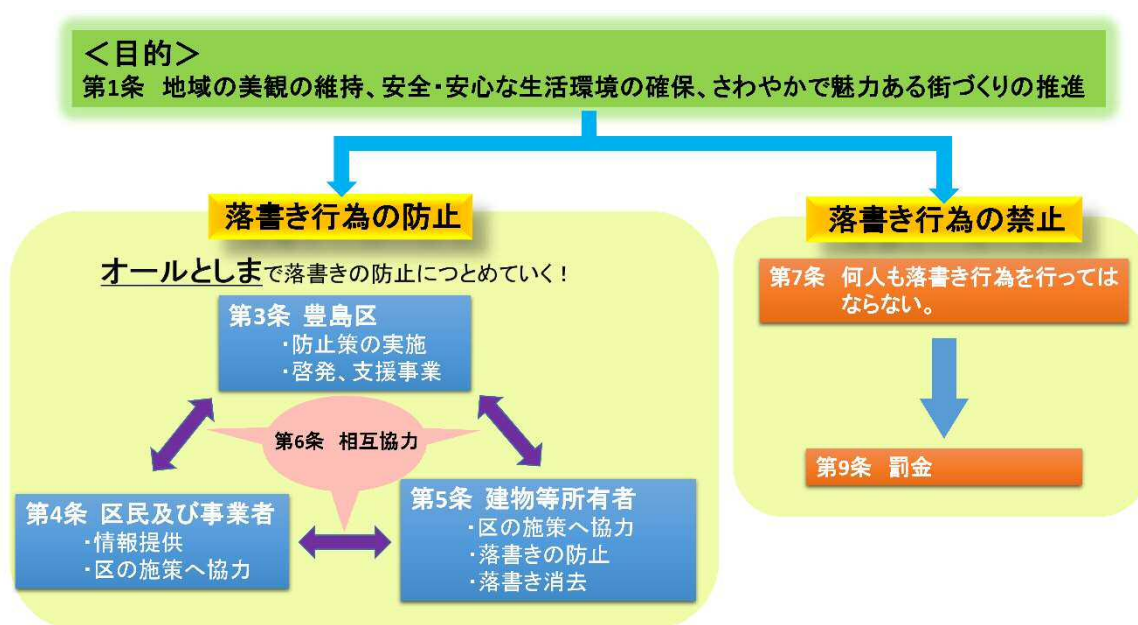 ＜目的＞
第1条 地域の美観の維持、安全・安心な生活環境の確保、さわやかで魅力ある街づくりの推進
落書き行為の防止
オールとしまで落書きの防止につとめていく！
第3条 豊島区
・防止策の実施
・啓発、支援事業
第6条 相互協力
第4条 区民及び事業者
・情報提供
・区の施策へ協力
第5条 建物等所有者
・区の施策へ協力
・落書きの防止
・落書き消去
落書き行為の禁止
第7条 何人も落書き行為を行っては
ならない。
第9条 罰金